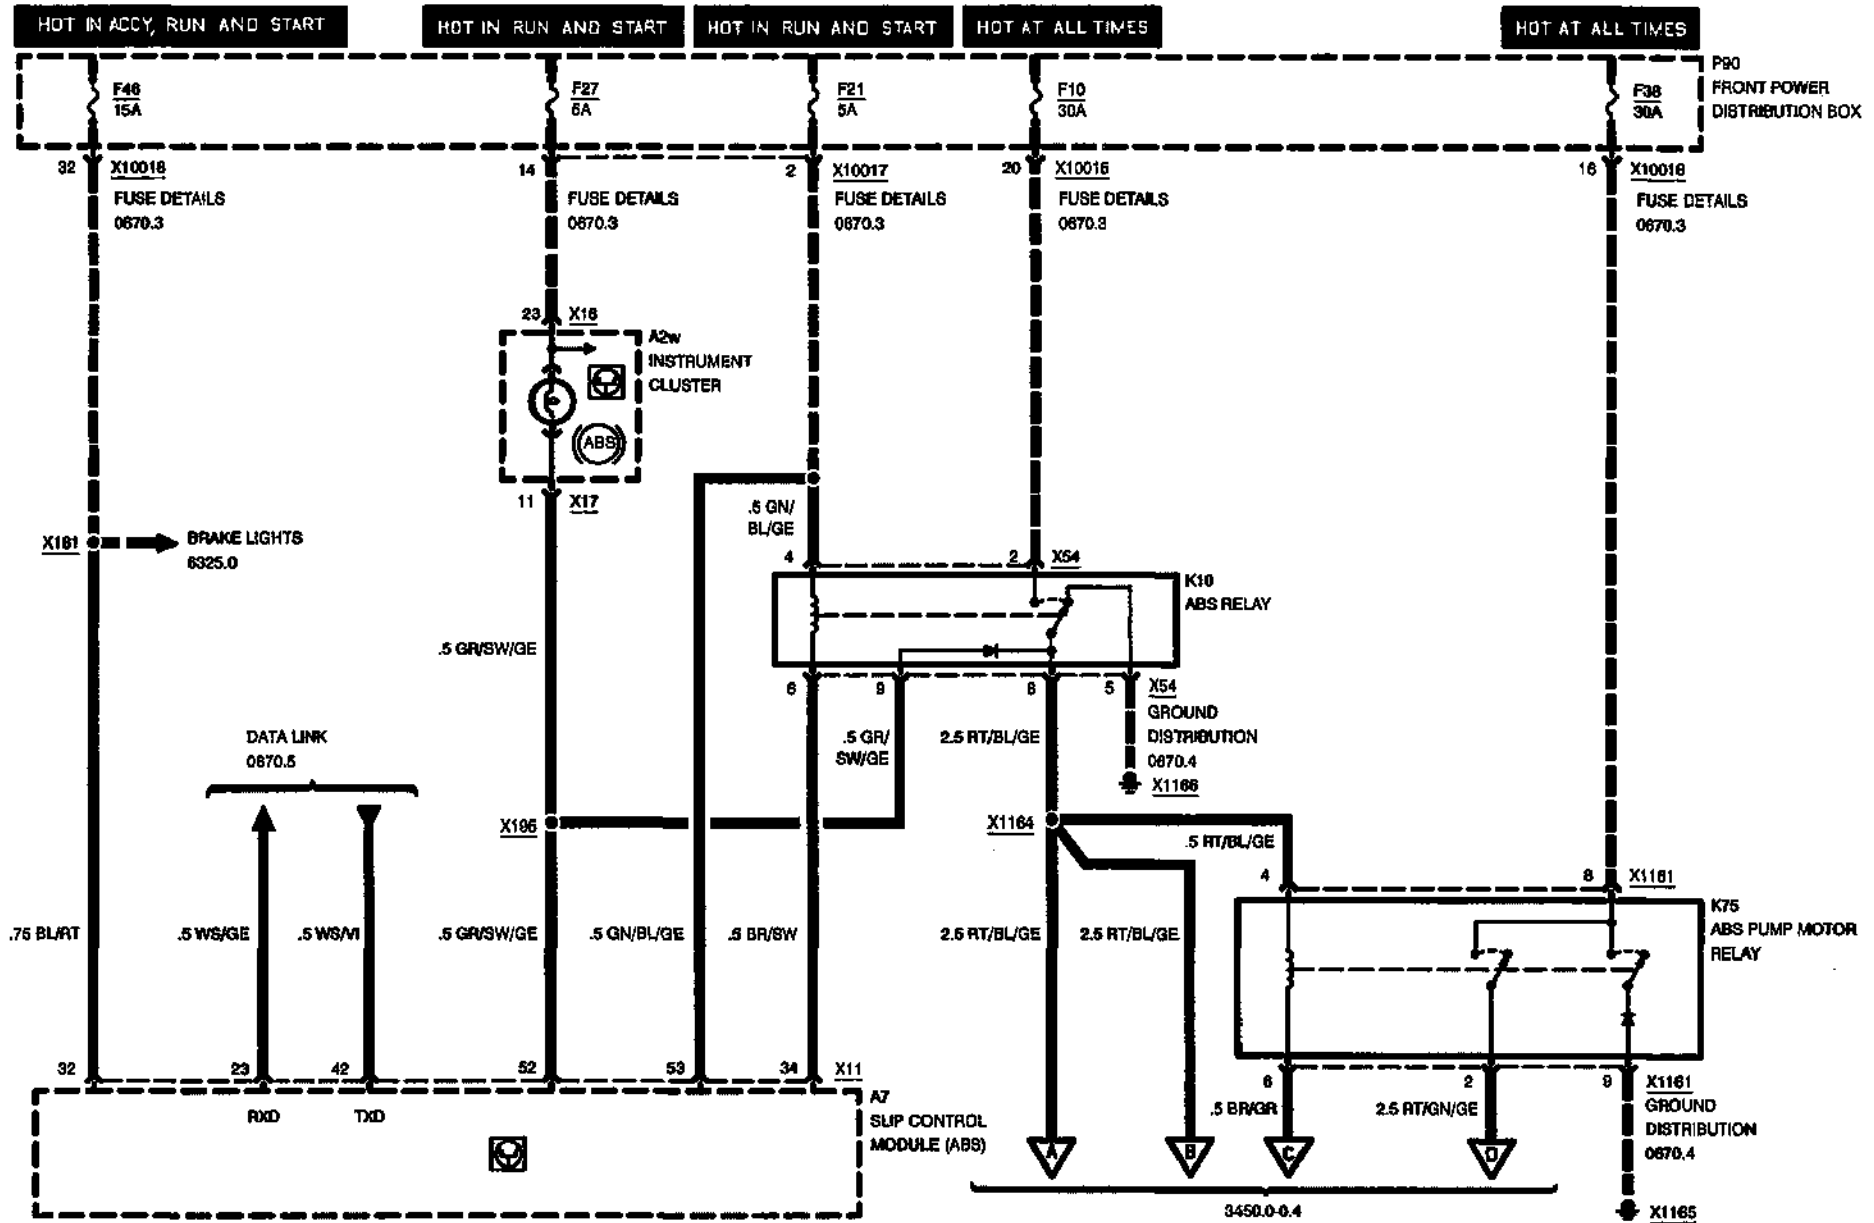 HOT IN ACCY, RUN AND START
HOT IN RUN AND START
HOT IN RUN AND START
HOT AT ALL TIMES
HOT AT ALL TIMES
P90
FRONT POWER
DISTRIBUTION BOX
F46
15A
F27
5A
F21
5A
F10
30A
F38
30A
32
X10018
FUSE DETAILS
0670.3
14
FUSE DETAILS
0670.3
2
X10017
FUSE DETAILS
0670.3
20
X10016
FUSE DETAILS
0670.3
16
X10018
FUSE DETAILS
0670.3
23
X16
A2w
INSTRUMENT
CLUSTER
ABS
11
X17
X181
BRAKE LIGHTS
6325.0
.5 GN/
BL/GE
4
2
X54
K10
ABS RELAY
.5 GR/SW/GE
6
9
8
5
X54
GROUND
DISTRIBUTION
0670.4
X1166
.5 GR/
SW/GE
2.5 RT/BL/GE
DATA LINK
0670.5
X196
X1164
.5 RT/BL/GE
4
8
X1161
K75
ABS PUMP MOTOR
RELAY
.75 BL/RT
.5 WS/GE
.5 WS/VI
.5 GR/SW/GE
.5 GN/BL/GE
.5 BR/SW
2.5 RT/BL/GE
2.5 RT/BL/GE
32
23
42
52
53
34
X11
A7
SLIP CONTROL
MODULE (ABS)
RXD
TXD
6
2
9
X1161
GROUND
DISTRIBUTION
0670.4
X1165
.5 BR/GR
2.5 RT/GN/GE
A
B
C
D
3450.0-0.4